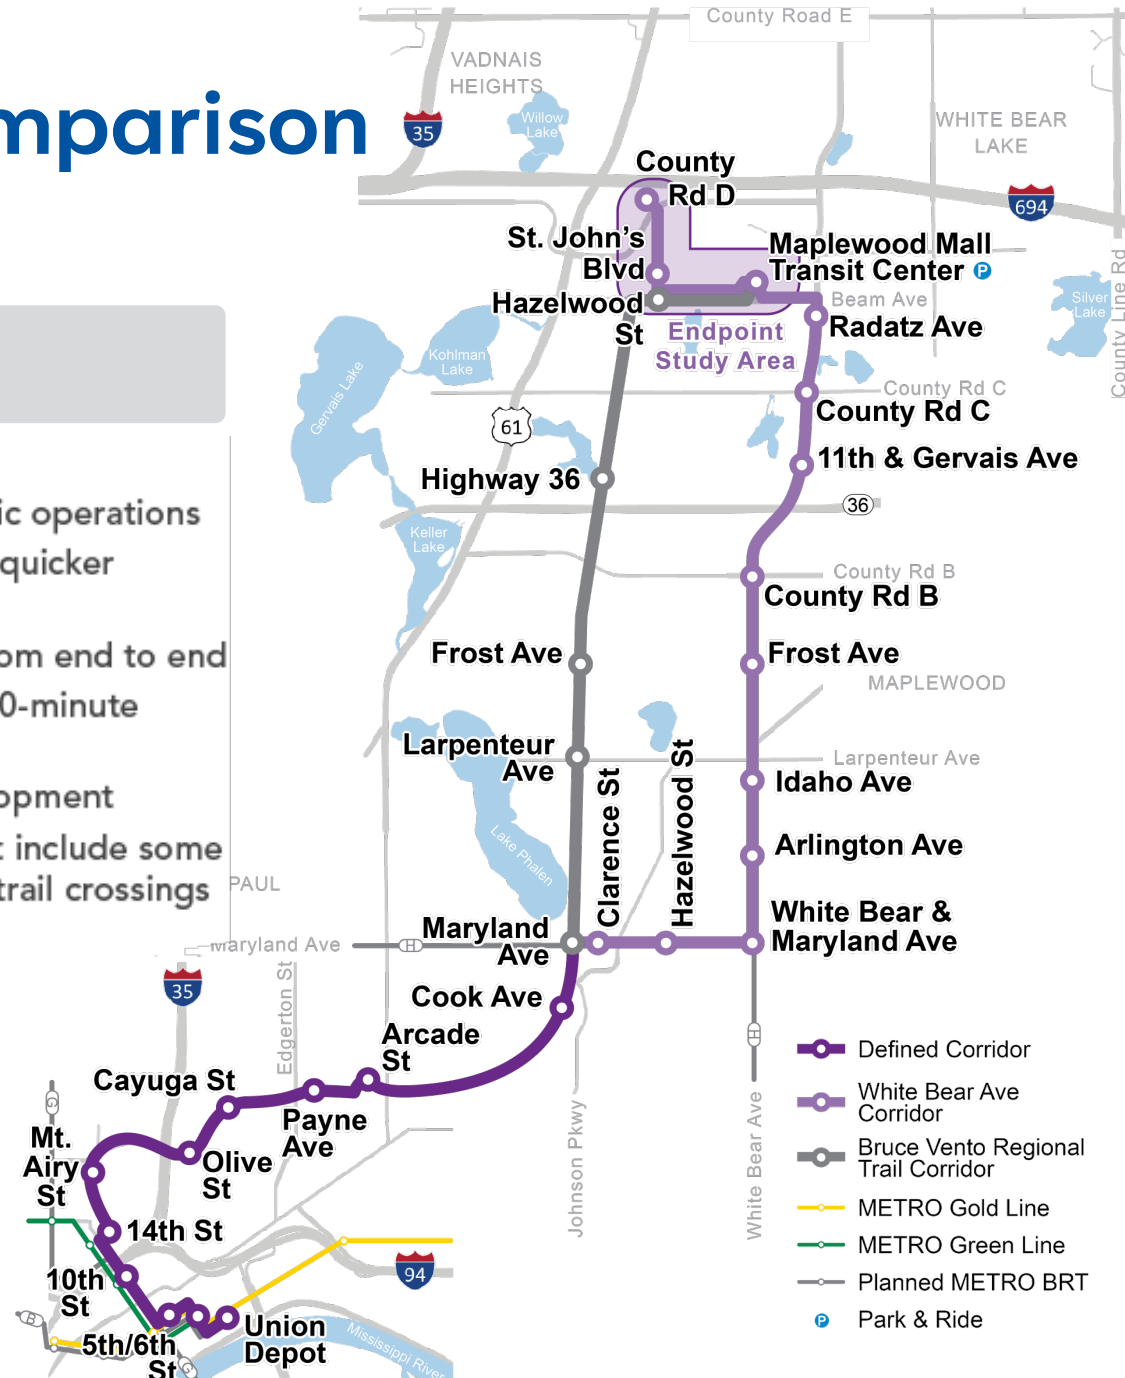 County Road E
VADNAIS
HEIGHTS
mparison
35
Willow
Lake
WHITE BEAR
LAKE
County
Rd D
694
St. John's
Blvd
Maplewood Mall
Transit Center P
Hazelwood
St
Beam Ave
Silver
Lake
County Line Rd
Radatz Ave
Endpoint
Study Area
Kohlman
Lake
Gervais Lake
County Rd C
County Rd C
61
11th & Gervais Ave
Highway 36
36
ic operations
Keller
Lake
quicker
County Rd B
County Rd B
om end to end
Frost Ave
Frost Ave
MAPLEWOOD
0-minute
Larpenteur
Ave
Larpenteur Ave
Clarence St
Hazelwood St
Idaho Ave
opment
t include some
trail crossings
Lake Phalen
Arlington Ave
PAUL
White Bear &
Maryland Ave
Maryland
Ave
Maryland Ave
H
35
Edgerton St
Cook Ave
Arcade
St
H
Defined Corridor
Cayuga St
G
Payne
Ave
White Bear Ave
Corridor
Mt.
Airy
St
Olive
St
Johnson Pkwy
White Bear Ave
Bruce Vento Regional
Trail Corridor
METRO Gold Line
14th St
METRO Green Line
94
10th
St
Planned METRO BRT
B
P Park & Ride
5th/6th
St
G
Union
Depot
Mississippi River